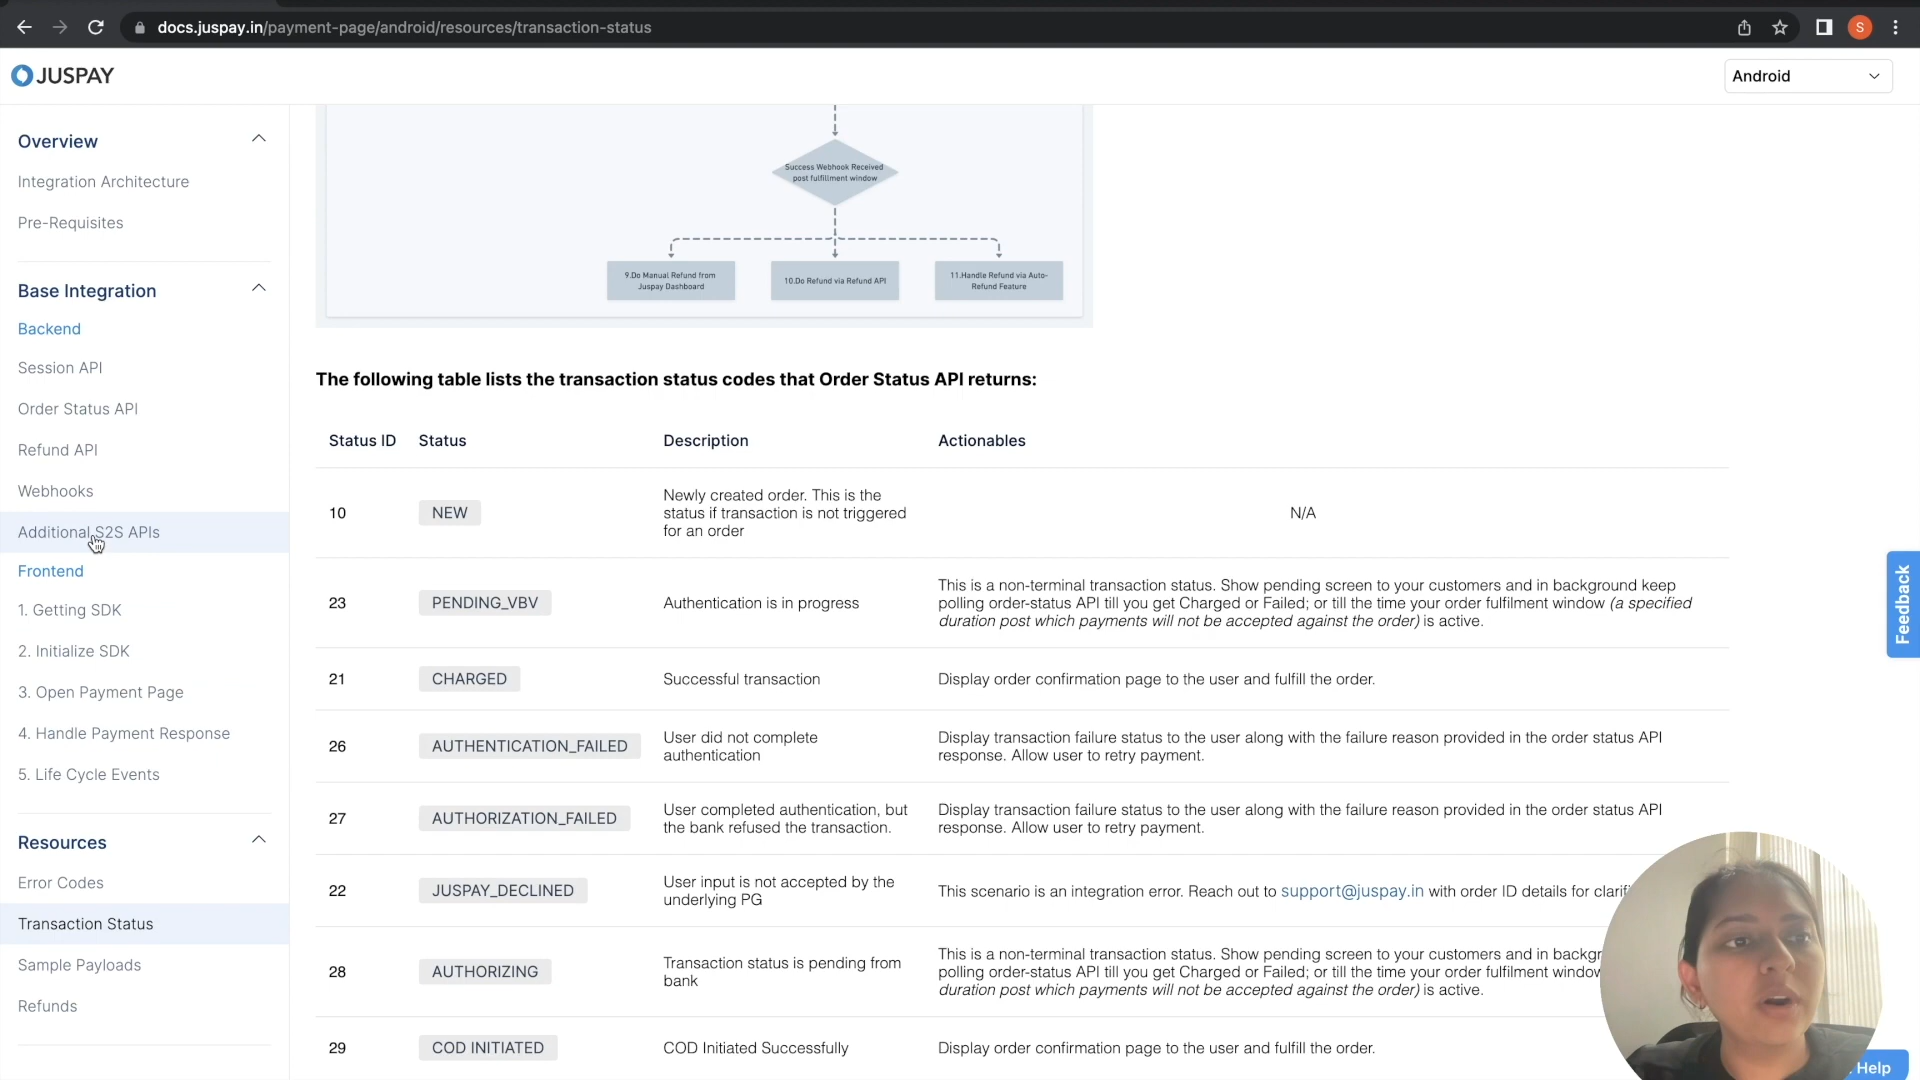 docs.juspay.in/payment-page/android/resources/transaction-status
S
JUSPAY
Android
Overview
Integration Architecture
Pre-Requisites
Base Integration
Backend
Session API
Order Status API
Refund API
Webhooks
Additional S2S APIs
Frontend
1. Getting SDK
2. Initialize SDK
3. Open Payment Page
4. Handle Payment Response
5. Life Cycle Events
Resources
Error Codes
Transaction Status
Sample Payloads
Refunds
Success Webhook Received
post fulfillment window
9.Do Manual Refund from
Juspay Dashboard
10.Do Refund via Refund API
11.Handle Refund via Auto-
Refund Feature
The following table lists the transaction status codes that Order Status API returns:
Status ID Status Description Actionables
10 NEW Newly created order. This is the
status if transaction is not triggered
for an order
N/A
23 PENDING_VBV Authentication is in progress
This is a non-terminal transaction status. Show pending screen to your customers and in background keep
polling order-status API till you get Charged or Failed; or till the time your order fulfilment window (a specified
duration post which payments will not be accepted against the order) is active.
21 CHARGED Successful transaction Display order confirmation page to the user and fulfill the order.
26 AUTHENTICATION_FAILED User did not complete
authentication
Display transaction failure status to the user along with the failure reason provided in the order status API
response. Allow user to retry payment.
27 AUTHORIZATION_FAILED User completed authentication, but
the bank refused the transaction.
Display transaction failure status to the user along with the failure reason provided in the order status API
response. Allow user to retry payment.
22 JUSPAY_DECLINED User input is not accepted by the
underlying PG
This scenario is an integration error. Reach out to support@juspay.in with order ID details for
28 AUTHORIZING Transaction status is pending from
bank
This is a non-terminal transaction status. Show pending screen to your customers and in
polling order-status API till you get Charged or Failed; or till the time your order fulfilment
duration post which payments will not be accepted against the order) is active.
29 COD INITIATED COD Initiated Successfully Display order confirmation page to the user and fulfill the order.
Feedback
Help